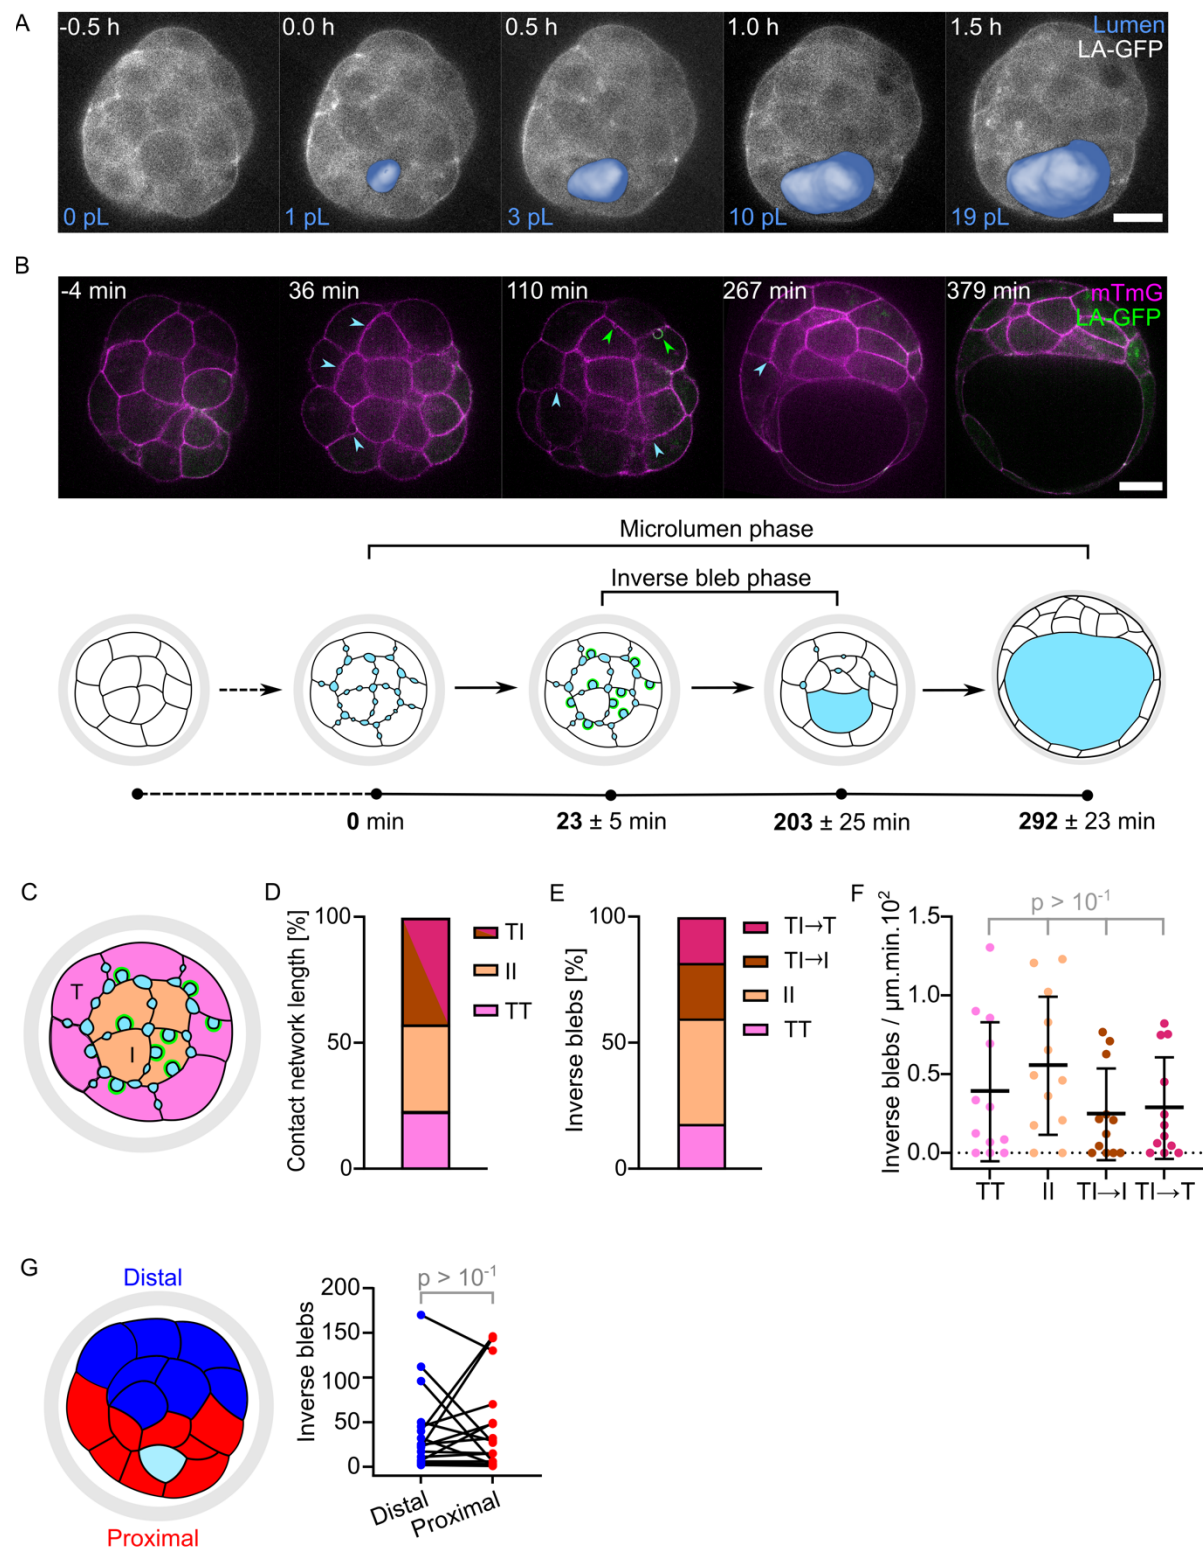 A
-0.5 h
0.0 h
0.5 h
1.0 h
1.5 h
Lumen
LA-GFP
0 pL
1 pL
3 pL
10 pL
19 pL
B
-4 min
36 min
110 min
267 min
379 min
mTmG
LA-GFP
Microlumen phase
Inverse bleb phase
0 min
23 ± 5 min
203 ± 25 min
292 ± 23 min
C
T
I
D
Contact network length [%]
100
50
0
TI
II
TT
E
Inverse blebs [%]
100
50
0
TI→T
TI→I
II
TT
F
Inverse blebs / µm.min.10²
1.5
1.0
0.5
0.0
p > 10⁻¹
TT
II
TI→I
TI→T
G
Distal
Proximal
Inverse blebs
200
150
100
50
0
p > 10⁻¹
Distal
Proximal